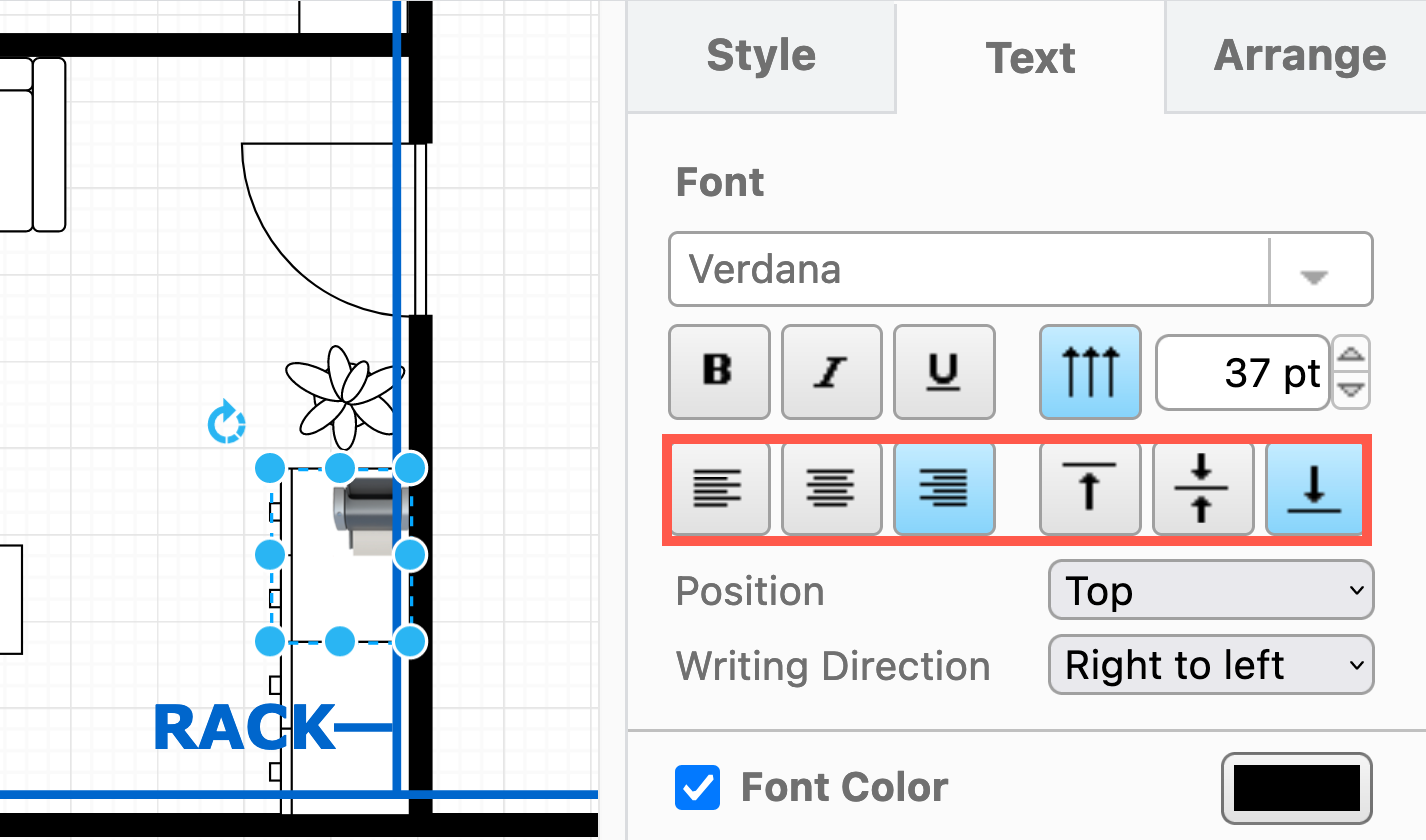 Style
Text
Arrange
Font
Verdana
B I U
37 pt
Position
Top
Writing Direction
Right to left
Font Color
RACK